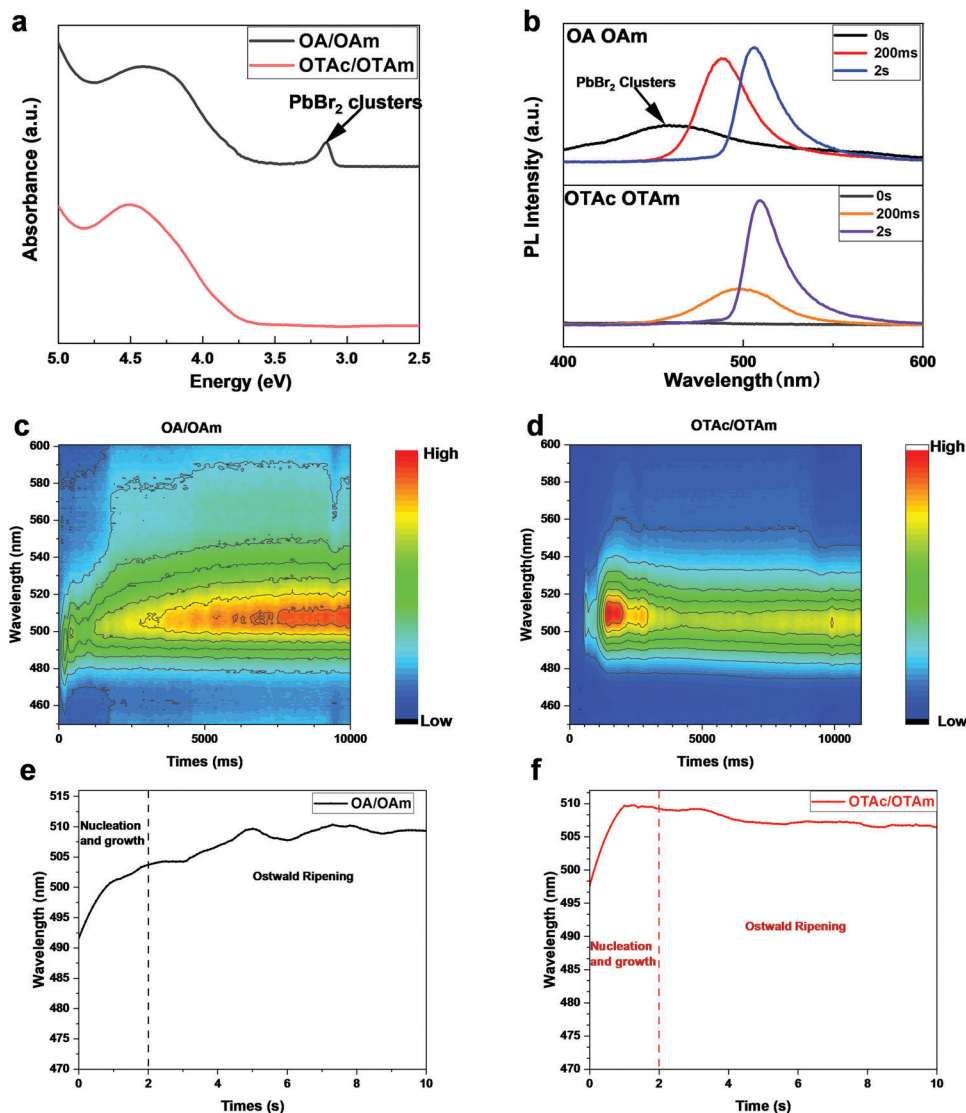 a
OA/OAm
OTAc/OTAm
PbBr₂ clusters
Absorbance (a.u.)
5.0 4.5 4.0 3.5 3.0 2.5
Energy (eV)
b
OA OAm
0s
200ms
2s
PbBr₂ Clusters
OTAc OTAm
0s
200ms
2s
PL Intensity (a.u.)
400 500 600
Wavelength（nm）
c
OA/OAm
600
580
560
540
520
500
480
460
Wavelength (nm)
0 5000 10000
Times (ms)
High
Low
d
OTAc/OTAm
600
580
560
540
520
500
480
460
Wavelength(nm)
0 5000 10000
Times (ms)
High
Low
e
OA/OAm
Nucleation
and growth
Ostwald Ripening
515
510
505
500
495
490
485
480
475
470
Wavelength (nm)
0 2 4 6 8 10
Times (s)
f
OTAc/OTAm
Ostwald Ripening
Nucleation
and growth
510
505
500
495
490
485
480
475
470
Wavelength (nm)
0 2 4 6 8 10
Time (s)